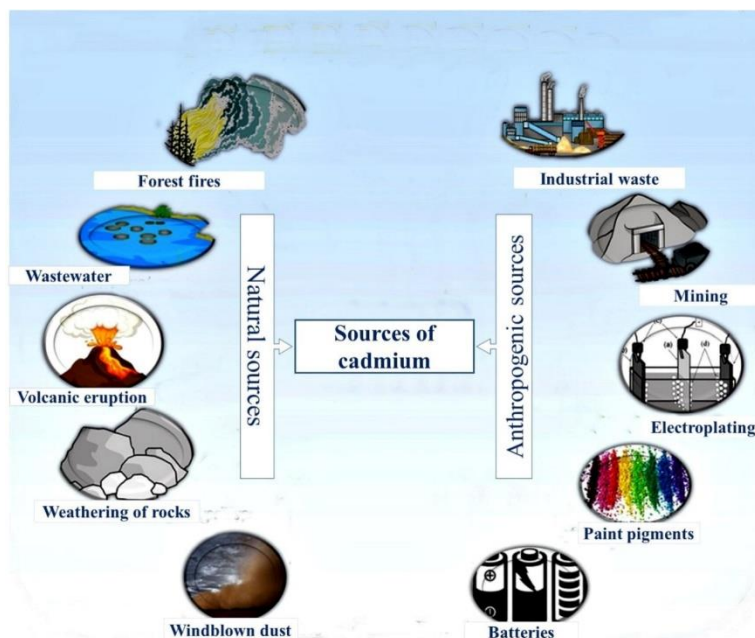 Forest fires
Industrial waste
Wastewater
Mining
Natural sources
Sources of
cadmium
Anthropogenic sources
Volcanic eruption
(a)
(d)
Electroplating
Weathering of rocks
Paint pigments
Windblown dust
Batteries